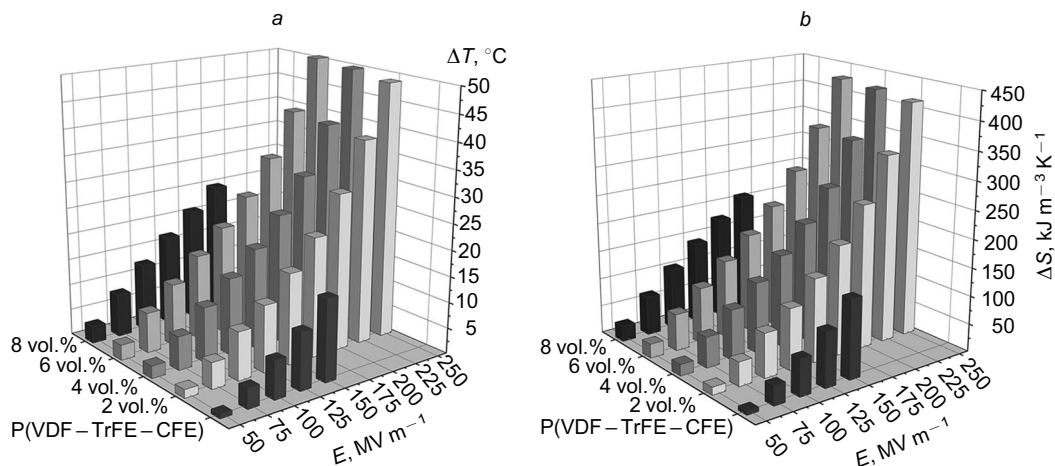 a
ΔT, °C
50
45
40
35
30
25
20
15
10
5
8 vol.%
6 vol.%
4 vol.%
2 vol.%
P(VDF – TrFE – CFE)
50
75
100
125
150
175
200
225
250
E, MV m−1
b
450
400
350
300
250
200
150
100
50
ΔS, kJ m−3 K−1
8 vol.%
6 vol.%
4 vol.%
2 vol.%
P(VDF – TrFE – CFE)
50
75
100
125
150
175
200
225
250
E, MV m−1